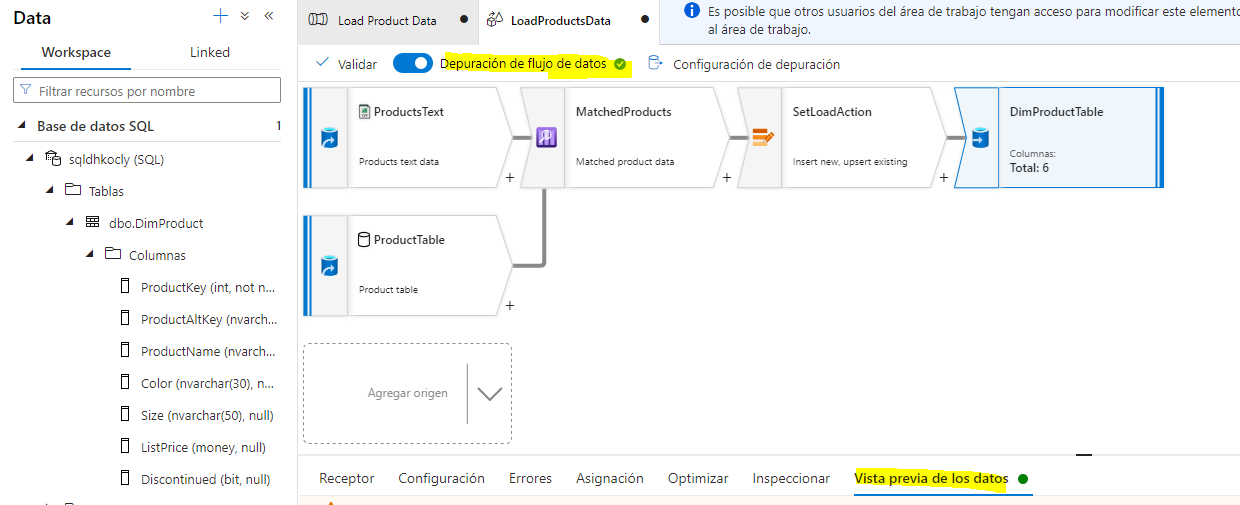 Data
Workspace
Linked
Filtrar recursos por nombre
Base de datos SQL
1
sqldhkocly (SQL)
Tablas
dbo.DimProduct
Columnas
ProductKey (int, not n...
ProductAltKey (nvarch...
ProductName (nvarch...
Color (nvarchar(30), n...
Size (nvarchar(50), null)
ListPrice (money, null)
Discontinued (bit, null)
Load Product Data
LoadProductsData
Es posible que otros usuarios del área de trabajo tengan acceso para modificar este elemento
al área de trabajo.
Validar
Depuración de flujo de datos
Configuración de depuración
ProductsText
Products text data
+
MatchedProducts
Matched product data
+
SetLoadAction
Insert new, upsert existing
+
DimProductTable
Columnas:
Total: 6
ProductTable
Product table
+
Agregar origen
Receptor
Configuración
Errores
Asignación
Optimizar
Inspeccionar
Vista previa de los datos